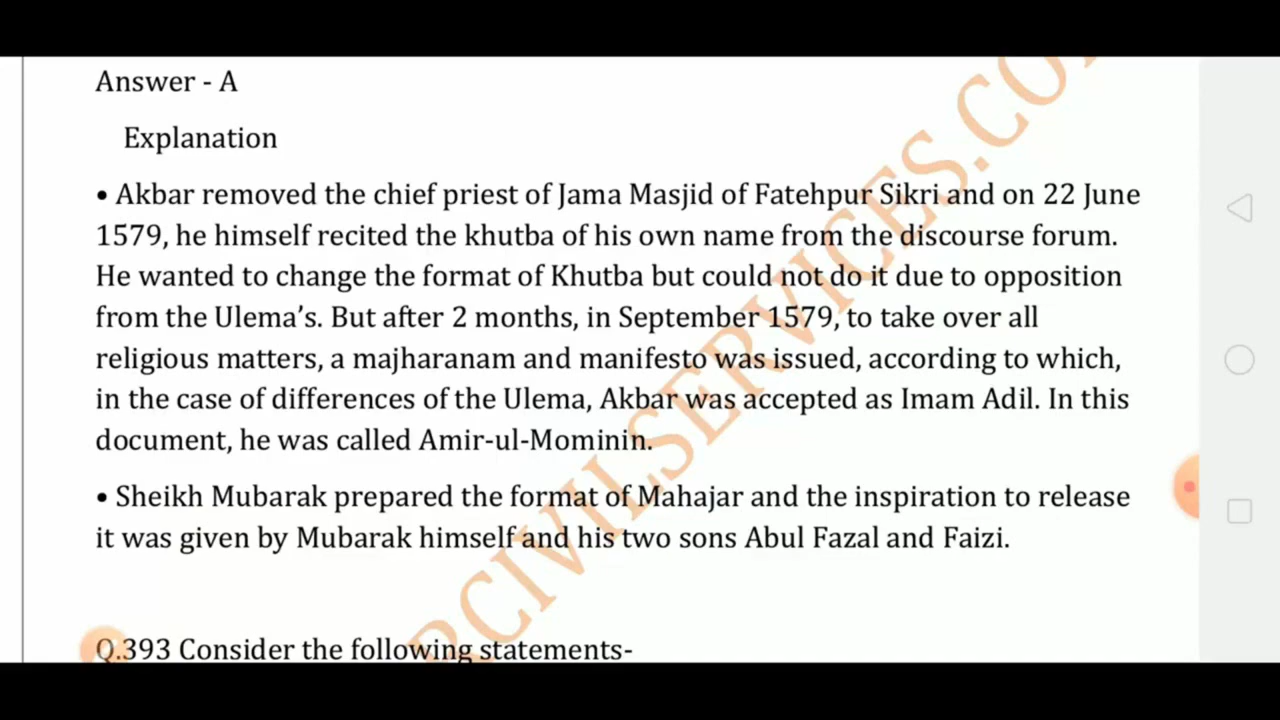 Answer - A
Explanation
• Akbar removed the chief priest of Jama Masjid of Fatehpur Sikri and on 22 June
1579, he himself recited the khutba of his own name from the discourse forum.
He wanted to change the format of Khutba but could not do it due to opposition
from the Ulema's. But after 2 months, in September 1579, to take over all
religious matters, a majharanam and manifesto was issued, according to which,
in the case of differences of the Ulema, Akbar was accepted as Imam Adil. In this
document, he was called Amir-ul-Mominin.
• Sheikh Mubarak prepared the format of Mahajar and the inspiration to release
it was given by Mubarak himself and his two sons Abul Fazal and Faizi.
Q.393 Consider the following statements-
RCIVILSERVICES.CO